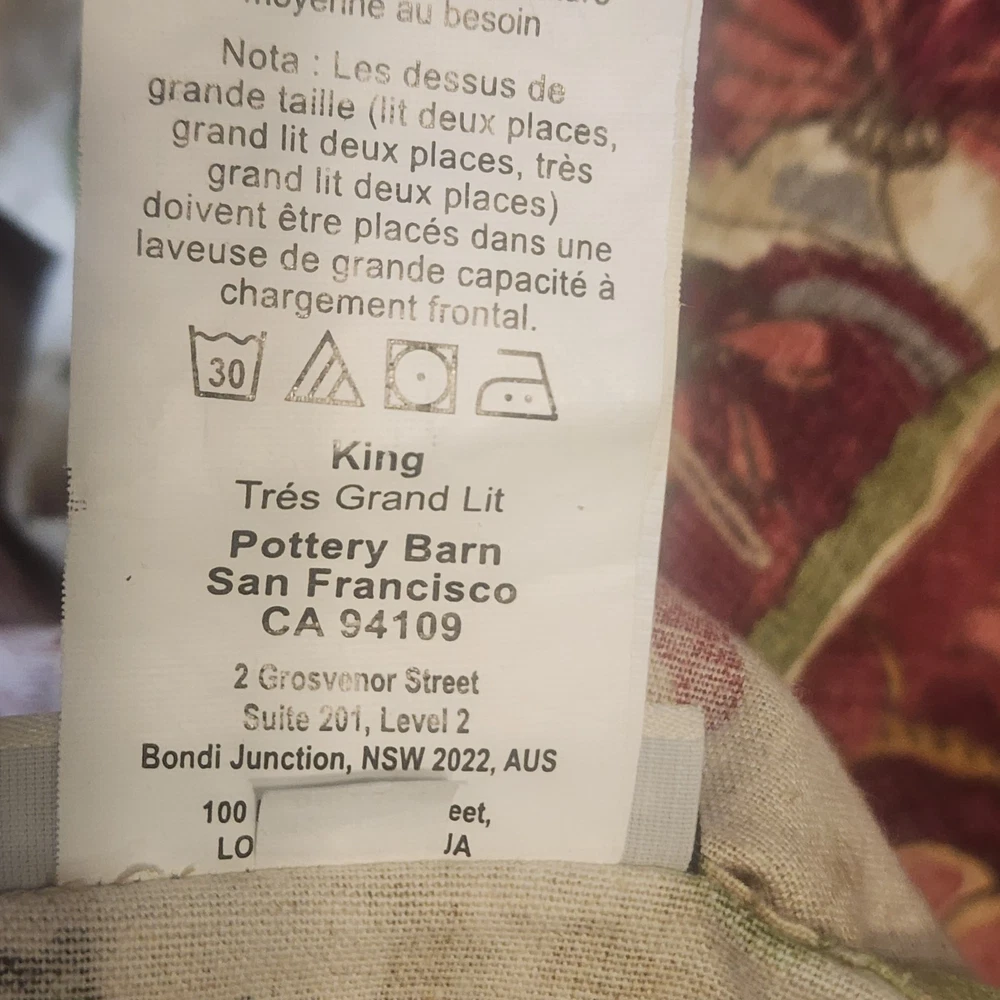 moyenne au besoin
Nota : Les dessus de
grande taille (lit deux places,
grand lit deux places, très
grand lit deux places)
doivent être placés dans une
laveuse de grande capacité à
chargement frontal.
30
King
Trés Grand Lit
Pottery Barn
San Francisco
CA 94109
2 Grosvenor Street
Suite 201, Level 2
Bondi Junction, NSW 2022, AUS
100 eet,
LO JA